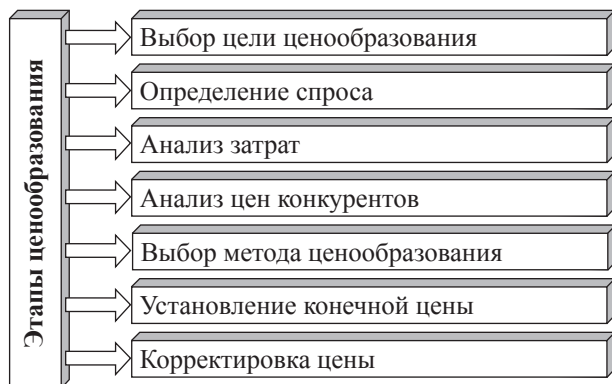 Этапы ценообразования
Выбор цели ценообразования
Определение спроса
Анализ затрат
Анализ цен конкурентов
Выбор метода ценообразования
Установление конечной цены
Корректировка цены